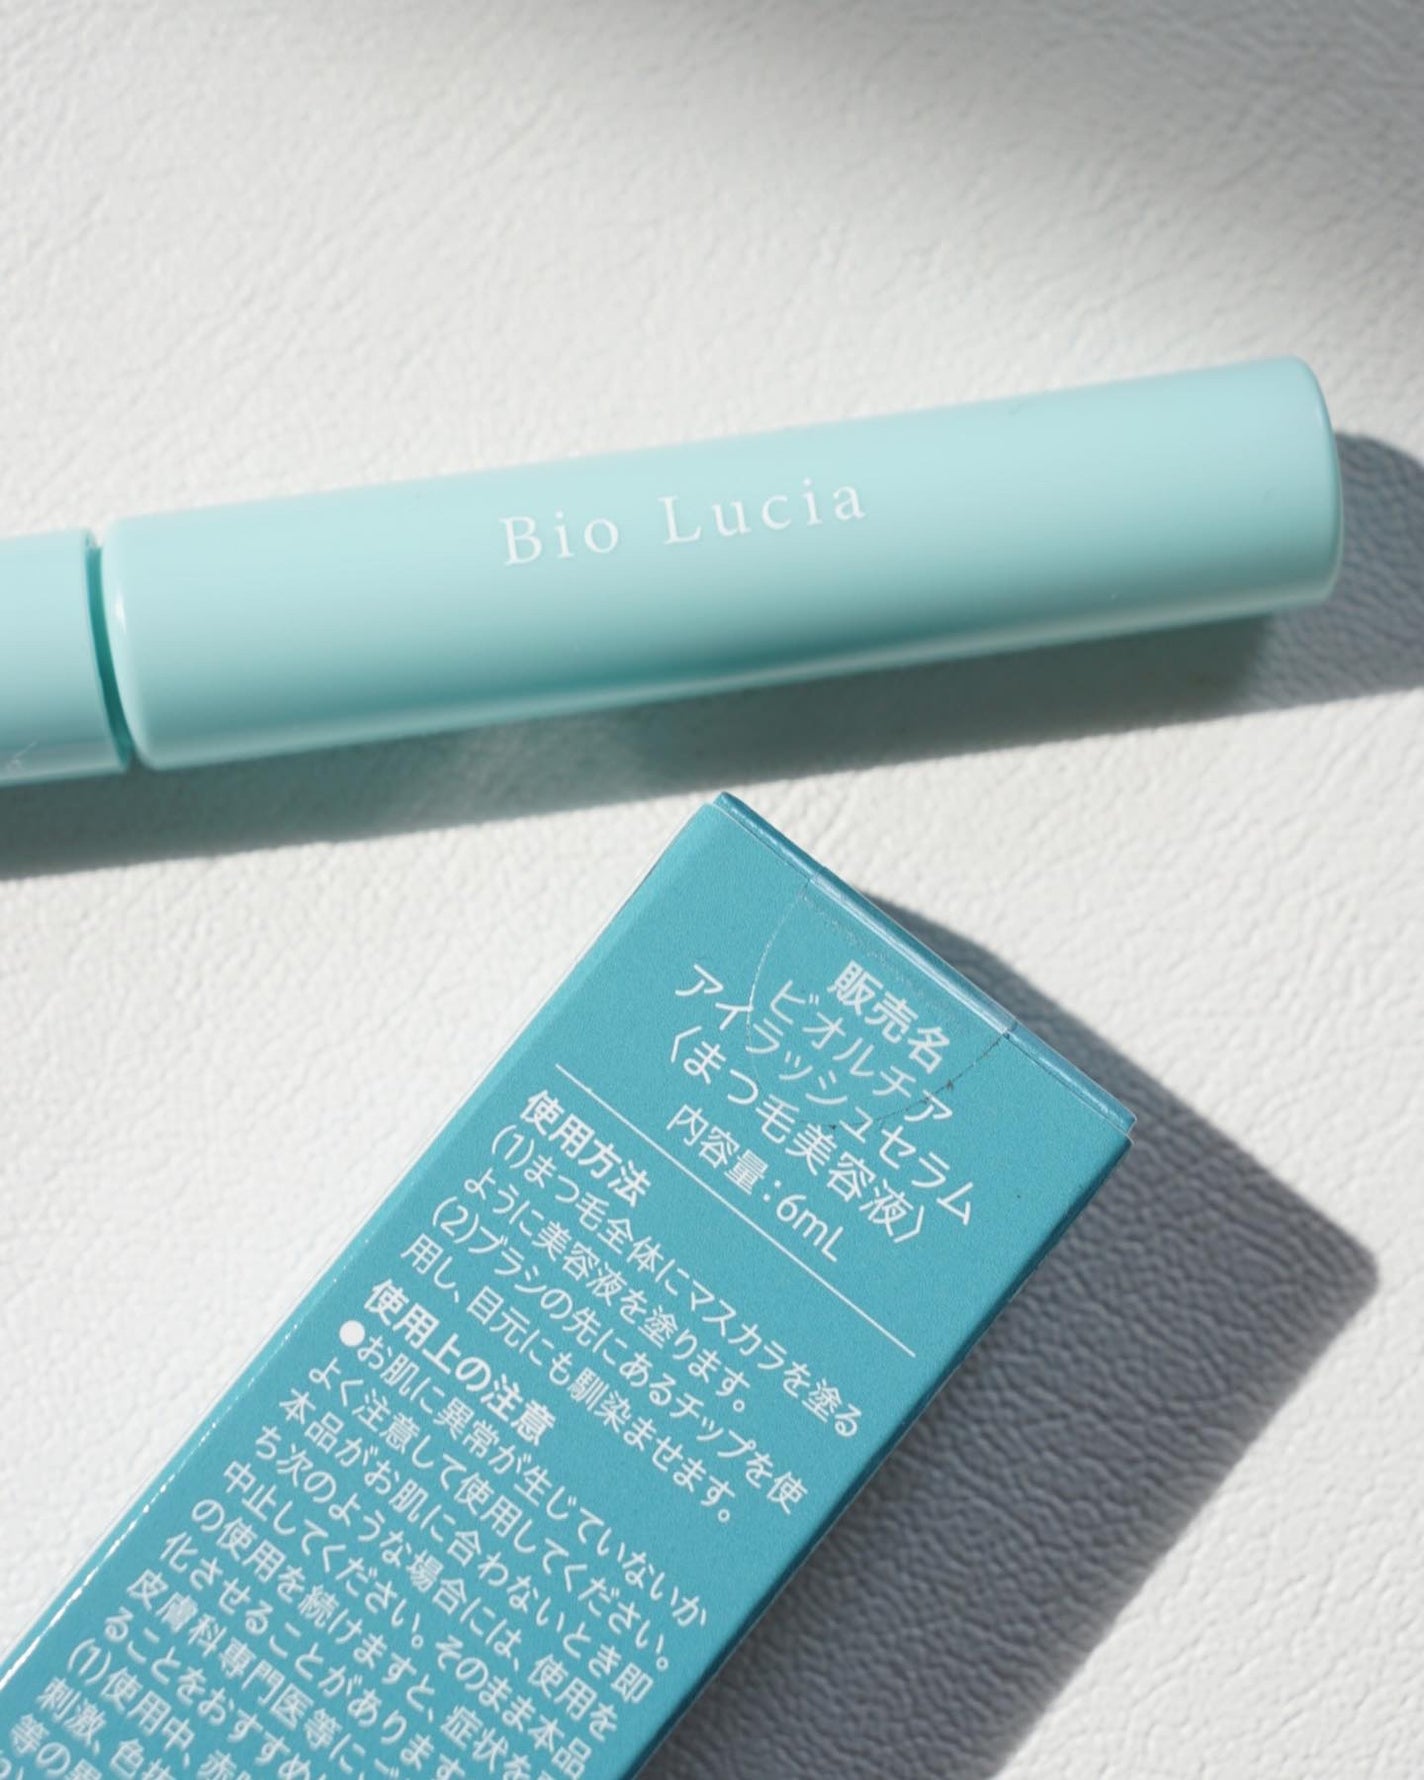 Bio Lucia
販売名
ビオルチア
アイラッシュセラム
〈まつ毛美容液〉
内容量：6mL
使用方法
(1)まつ毛全体にマスカラを塗る
ように美容液を塗ります。
(2)ブラシの先にあるチップを使
用し、目元にも馴染ませます。
使用上の注意
●お肌に異常が生じていないか
よく注意して使用してください。
本品がお肌に合わないとき即
ち次のような場合には、使用を
中止してください。そのまま本品
の使用を続けますと、症状を
化させることがあります
皮膚科専門医等にご
ることをおすすめ
(1)使用中、赤
刺激、色
等の